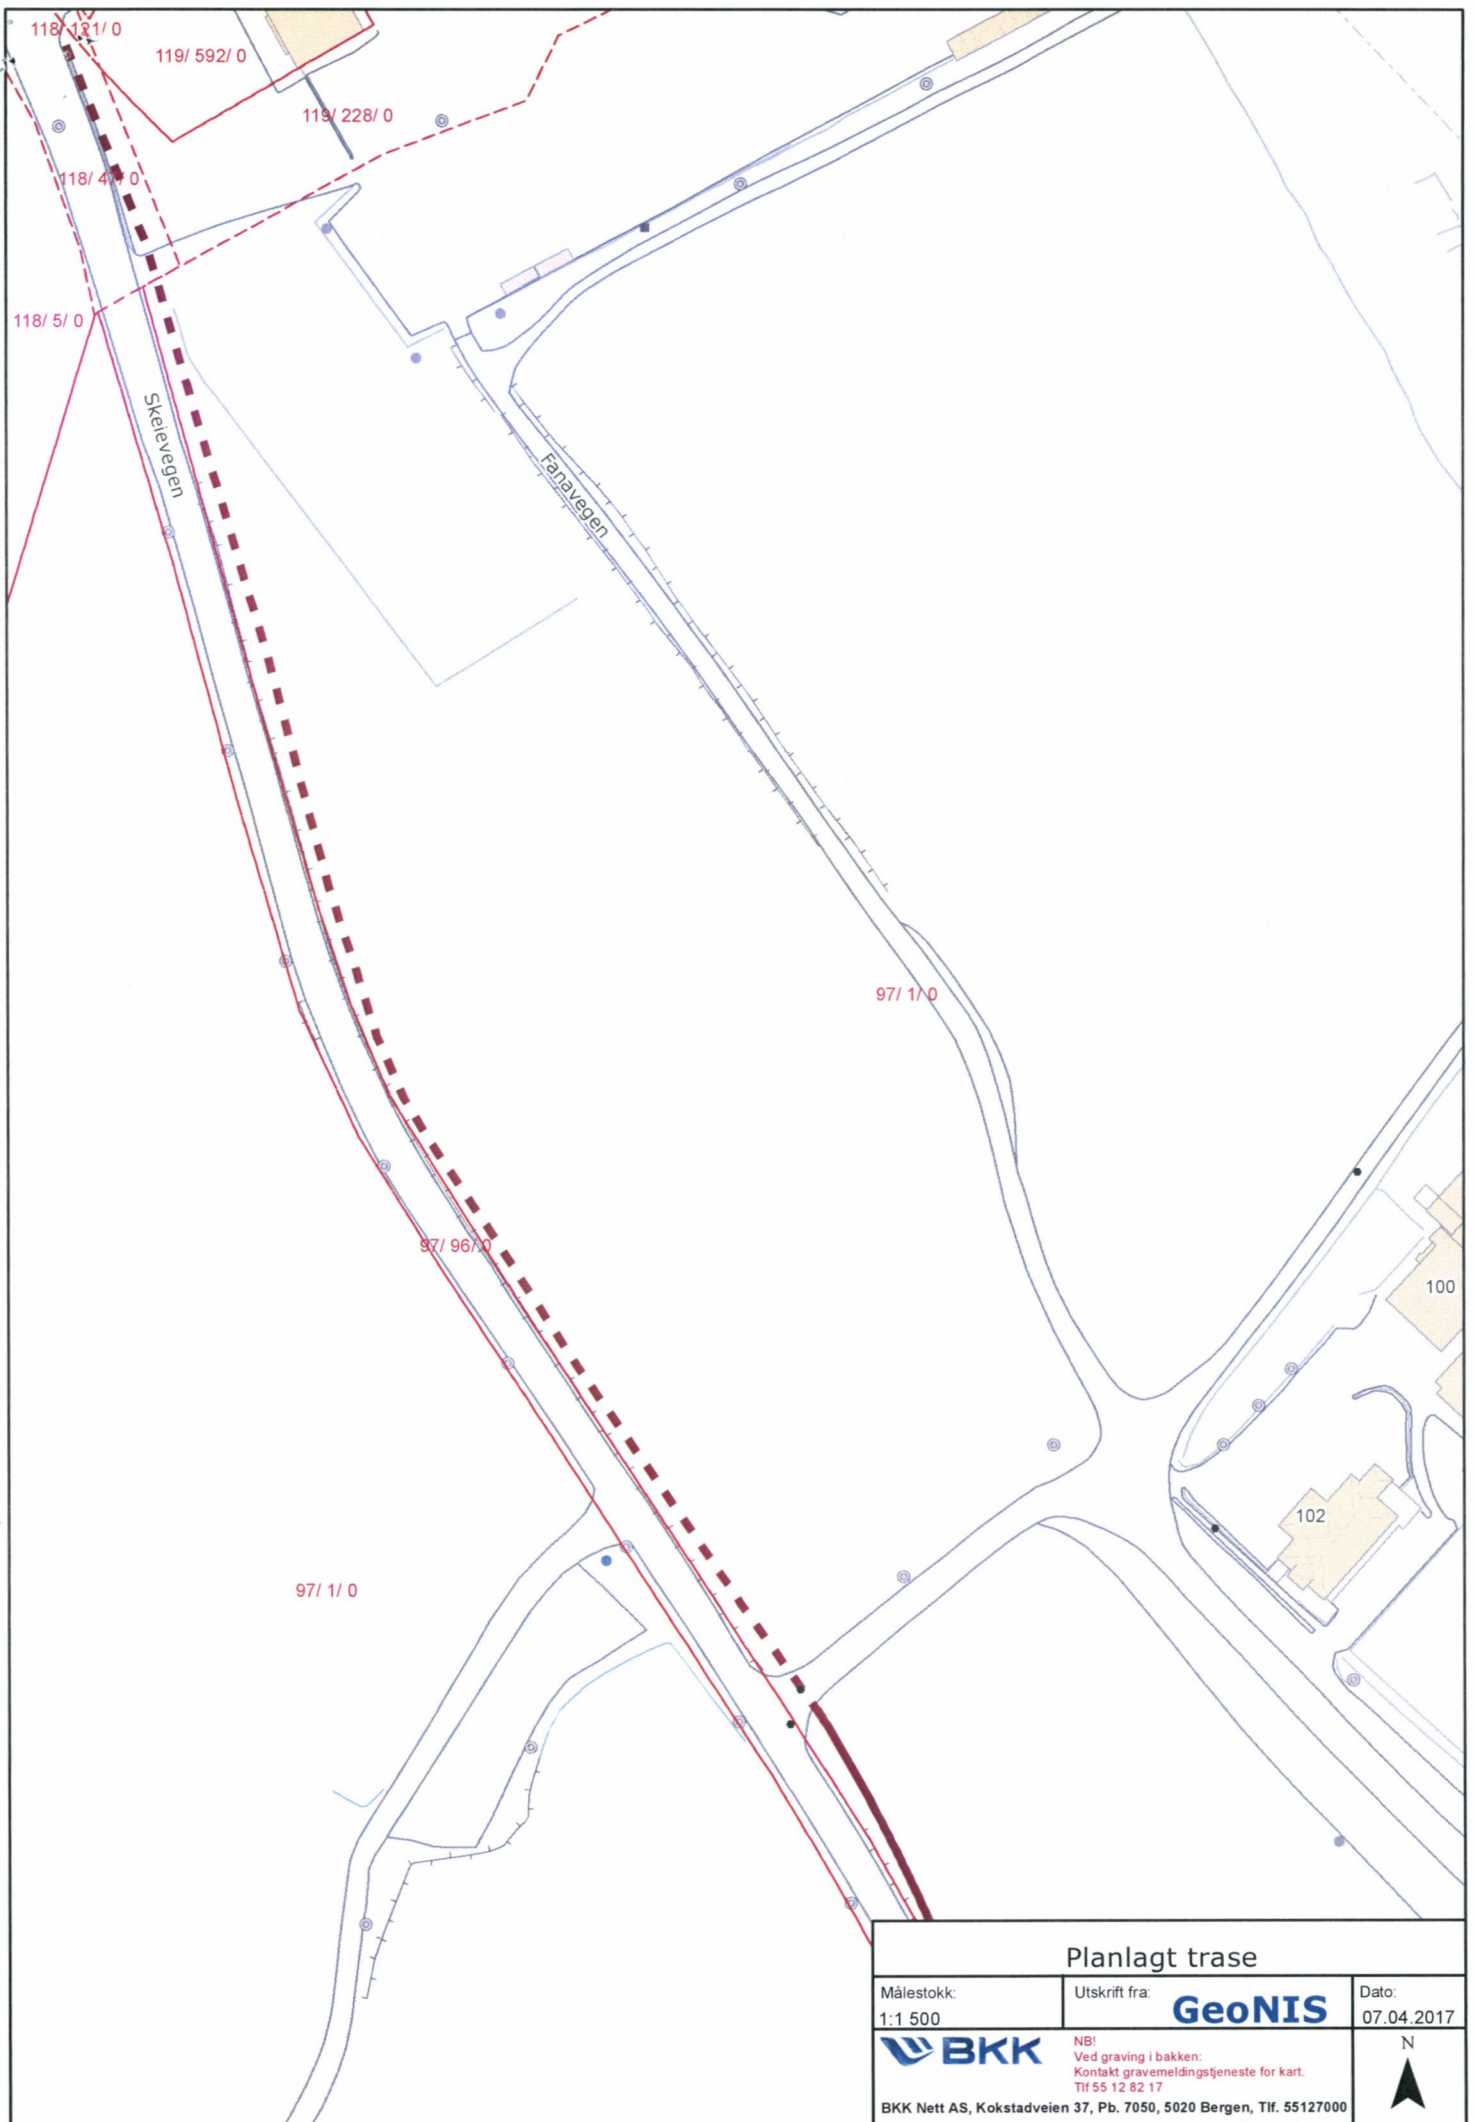 118/ 121/ 0
119/ 592/ 0
119/ 228/ 0
118/ 5/ 0
Skeievegen
Fanavegen
97/ 1/ 0
97/ 96/ 0
100
102
97/ 1/ 0
Planlagt trase
Målestokk:
1:1 500
Utskrift fra:
GeoNIS
Dato:
07.04.2017
BKK
NB!
Ved graving i bakken:
Kontakt gravemeldingstjeneste for kart.
Tlf 55 12 82 17
N
BKK Nett AS, Kokstadveien 37, Pb. 7050, 5020 Bergen, Tlf. 55127000